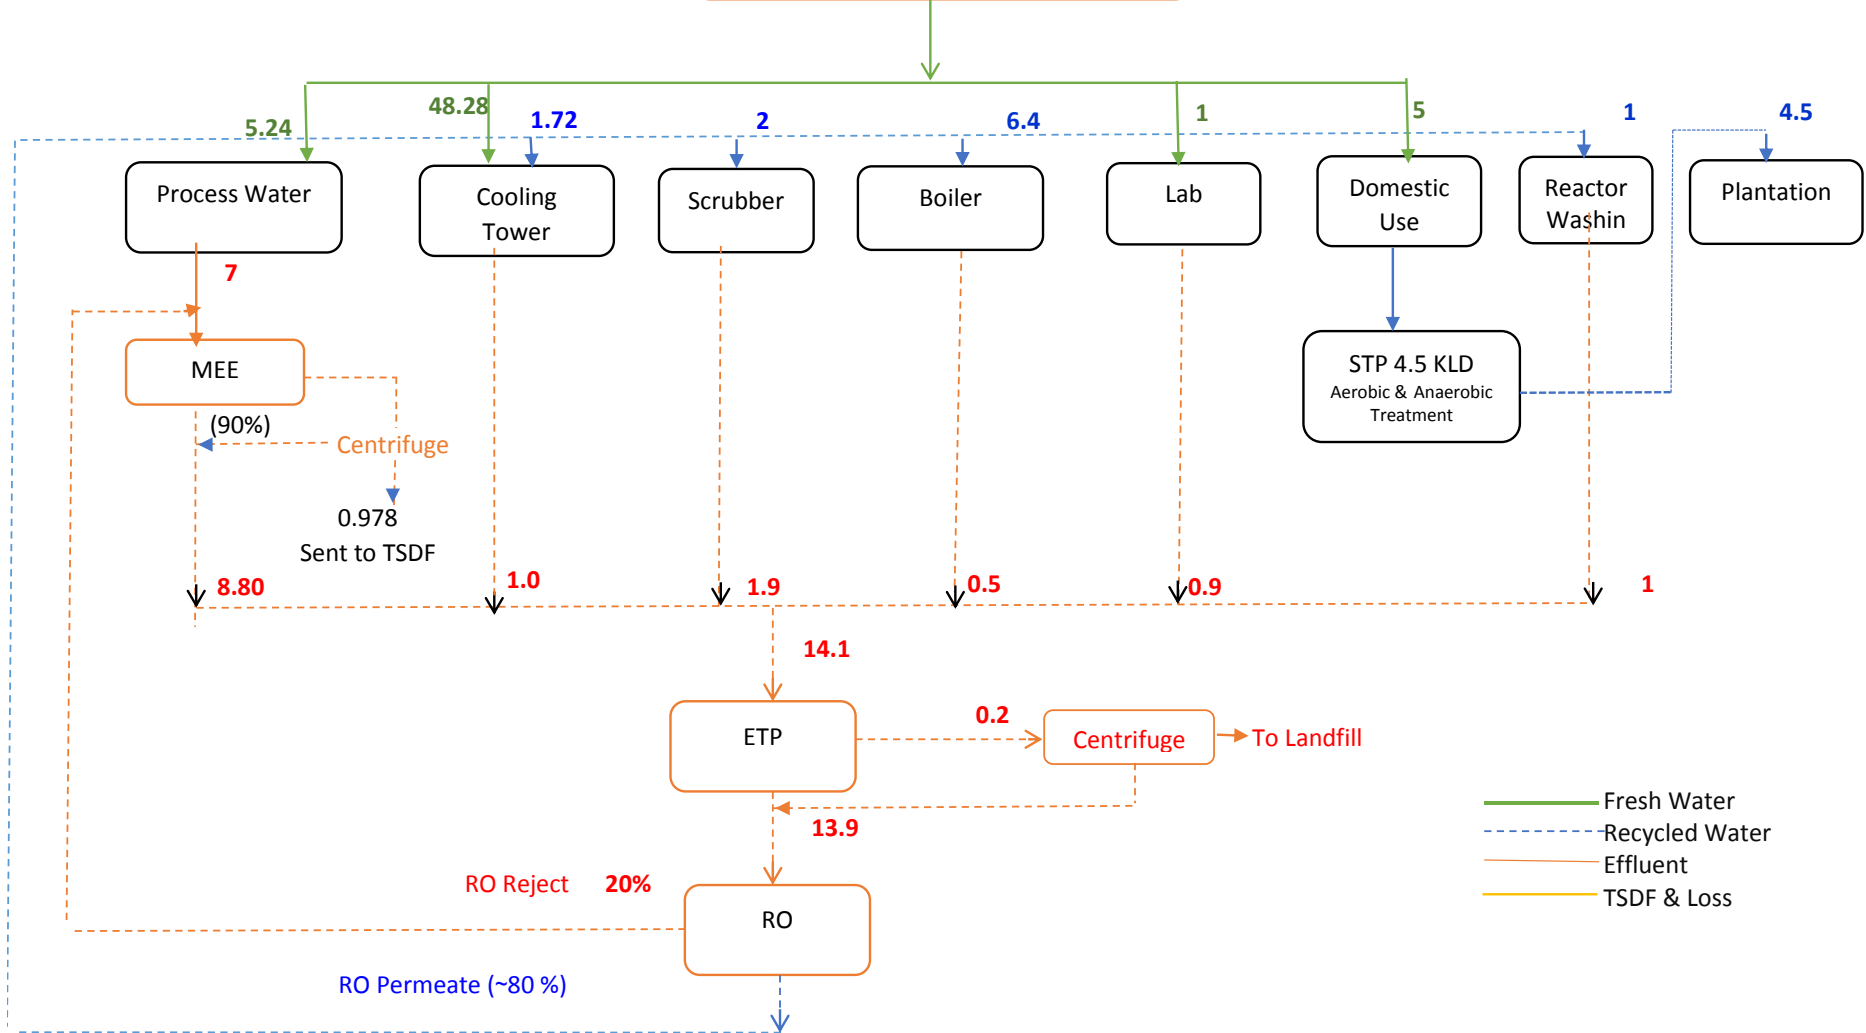 48.28
5.24
1.72
2
6.4
1
5
1
4.5
Process Water
Cooling
Tower
Scrubber
Boiler
Lab
Domestic
Use
Reactor
Washin
Plantation
7
MEE
(90%)
Centrifuge
0.978
Sent to TSDF
STP 4.5 KLD
Aerobic & Anaerobic
Treatment
8.80
1.0
1.9
0.5
0.9
1
14.1
ETP
0.2
Centrifuge
To Landfill
13.9
RO Reject 20%
RO
RO Permeate (~80 %)
Fresh Water
Recycled Water
Effluent
TSDF & Loss